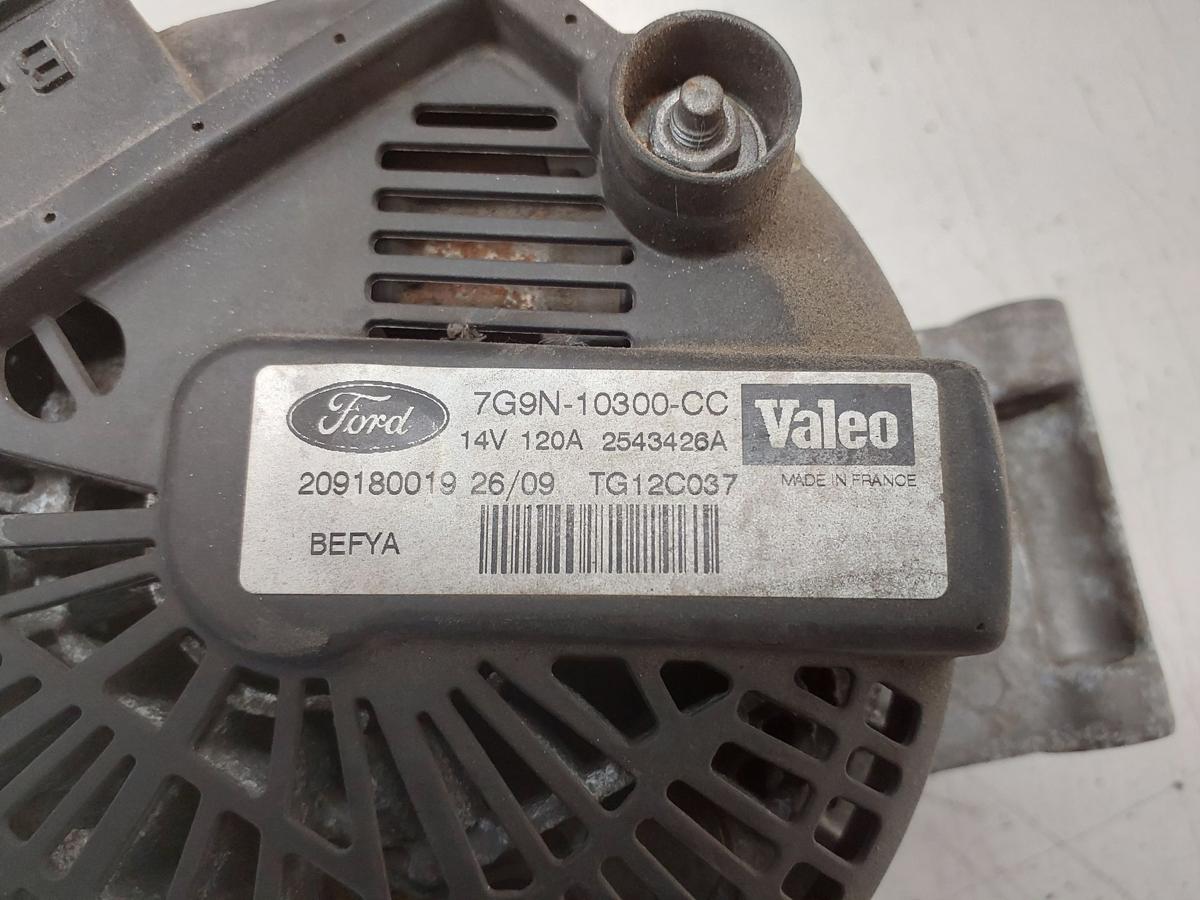 Ford
7G9N-10300-CC
Valeo
14V 120A 2543426A
209180019 26/09 TG12C037
MADE IN FRANCE
BEFYA